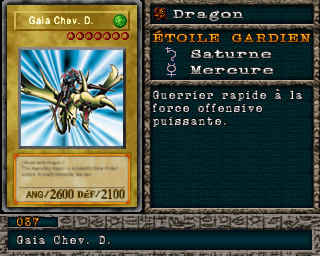 Gaia Chev. D.
ANG/2600 DéF/2100
Dragon
ÉTOILE GARDIEN
Saturne
Mercure
Guerrier rapide à la
force offensive
puissante.
037
Gaia Chev. D.